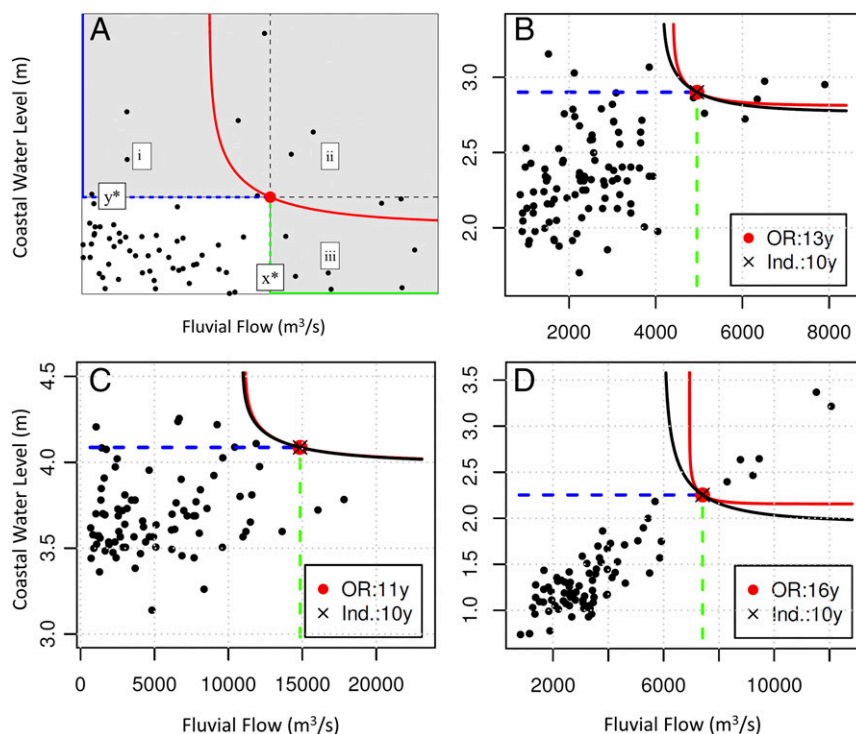 A
Coastal Water Level (m)
i
ii
y*
iii
x*
Fluvial Flow (m³/s)
B
3.0
2.5
2.0
OR:13y
Ind.:10y
2000 4000 6000 8000
C
Coastal Water Level (m)
4.5
4.0
3.5
3.0
OR:11y
Ind.:10y
0 5000 10000 15000 20000
Fluvial Flow (m³/s)
D
3.5
3.0
2.5
2.0
1.5
1.0
OR:16y
Ind.:10y
2000 6000 10000
Fluvial Flow (m³/s)